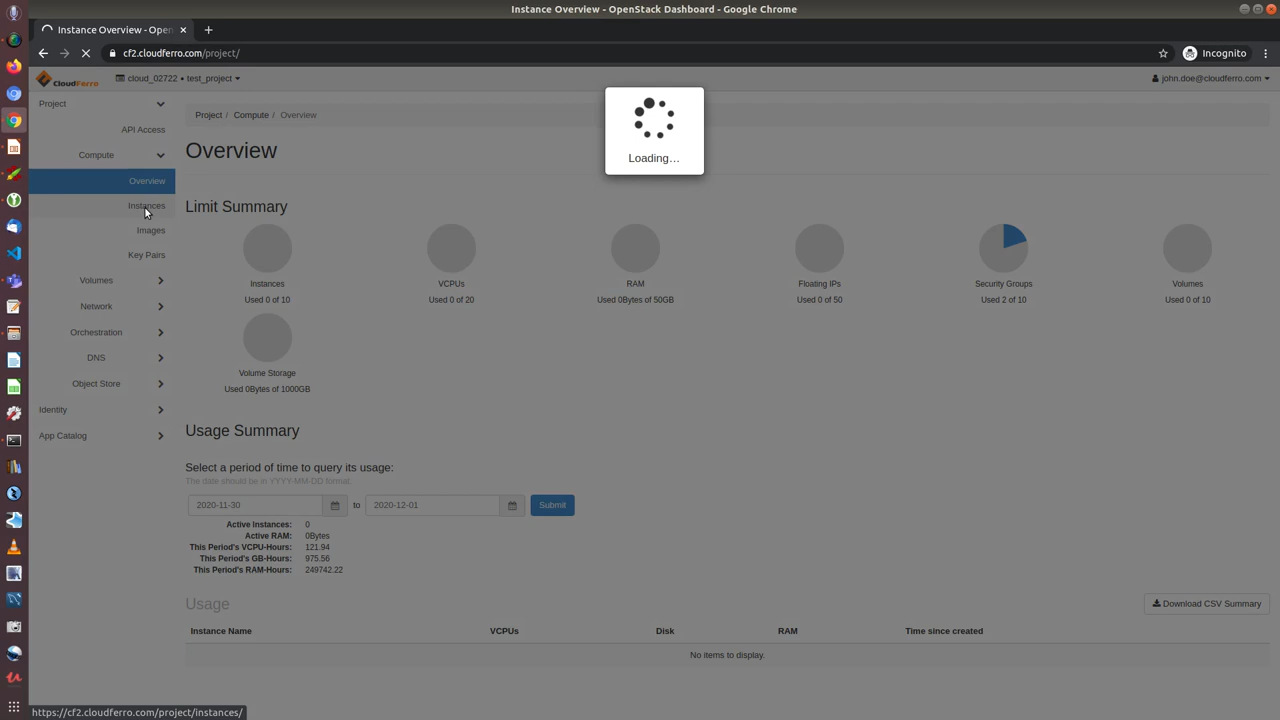 Instance Overview - OpenStack Dashboard - Google Chrome
Instance Overview - Open
cf2.cloudferro.com/project/
Incognito
CloudFerro
cloud_02722 • test_project
john.doe@cloudferro.com
Project
API Access
Compute
Overview
Instances
Images
Key Pairs
Volumes
Network
Orchestration
DNS
Object Store
Identity
App Catalog
Loading…
Project / Compute / Overview
Overview
Limit Summary
Instances
Used 0 of 10
VCPUs
Used 0 of 20
RAM
Used 0Bytes of 50GB
Floating IPs
Used 0 of 50
Security Groups
Used 2 of 10
Volumes
Used 0 of 10
Volume Storage
Used 0Bytes of 1000GB
Usage Summary
Select a period of time to query its usage:
The date should be in YYYY-MM-DD format.
2020-11-30 to 2020-12-01 Submit
Active Instances: 0
Active RAM: 0Bytes
This Period's VCPU-Hours: 121.94
This Period's GB-Hours: 975.56
This Period's RAM-Hours: 249742.22
Usage
Download CSV Summary
Instance Name VCPUs Disk RAM Time since created
No items to display.
https://cf2.cloudferro.com/project/instances/